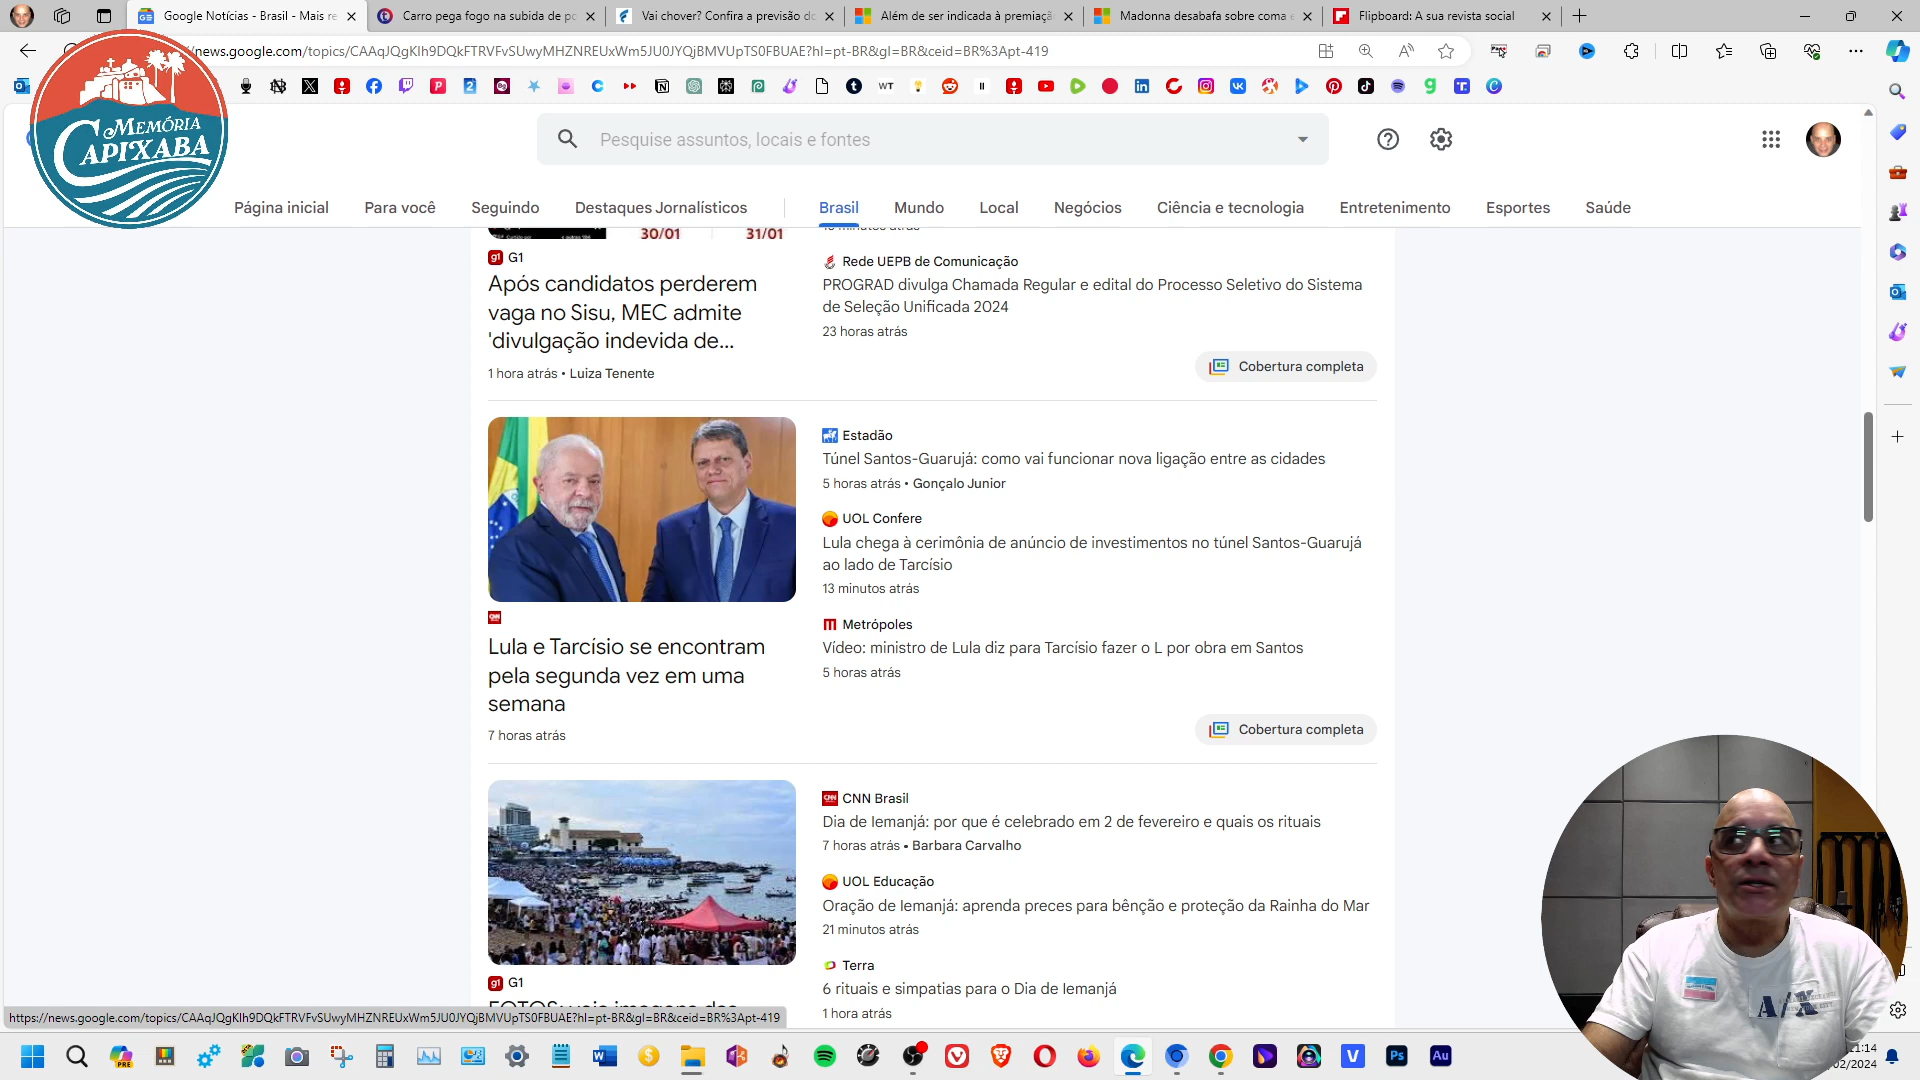 Google Notícias - Brasil - Mais re
Carro pega fogo na subida de po
Vai chover? Confira a previsão do
Além de ser indicada à premiaçã
Madonna desabafa sobre coma e
Flipboard: A sua revista social
news.google.com/topics/CAAqJQgKIh9DQkFTRVFvSUwyMHZNREUxWm5JU0JYQjBMVUpTS0FBUAE?hl=pt-BR&gl=BR&ceid=BR%3Apt-419
MEMÓRIA
CAPIXABA
Pesquise assuntos, locais e fontes
Página inicial
Para você
Seguindo
Destaques Jornalísticos
Brasil
Mundo
Local
Negócios
Ciência e tecnologia
Entretenimento
Esportes
Saúde
30/01
31/01
G1
Após candidatos perderem
vaga no Sisu, MEC admite
'divulgação indevida de...
1 hora atrás • Luiza Tenente
Rede UEPB de Comunicação
PROGRAD divulga Chamada Regular e edital do Processo Seletivo do Sistema
de Seleção Unificada 2024
23 horas atrás
Cobertura completa
Lula e Tarcísio se encontram
pela segunda vez em uma
semana
7 horas atrás
Estadão
Túnel Santos-Guarujá: como vai funcionar nova ligação entre as cidades
5 horas atrás • Gonçalo Junior
UOL Confere
Lula chega à cerimônia de anúncio de investimentos no túnel Santos-Guarujá
ao lado de Tarcísio
13 minutos atrás
Metrópoles
Vídeo: ministro de Lula diz para Tarcísio fazer o L por obra em Santos
5 horas atrás
Cobertura completa
G1
CNN Brasil
Dia de Iemanjá: por que é celebrado em 2 de fevereiro e quais os rituais
7 horas atrás • Barbara Carvalho
UOL Educação
Oração de Iemanjá: aprenda preces para bênção e proteção da Rainha do Mar
21 minutos atrás
Terra
6 rituais e simpatias para o Dia de Iemanjá
1 hora atrás
https://news.google.com/topics/CAAqJQgKIh9DQkFTRVFvSUwyMHZNREUxWm5JU0JYQjBMVUpTS0FBUAE?hl=pt-BR&gl=BR&ceid=BR%3Apt-419
A|X